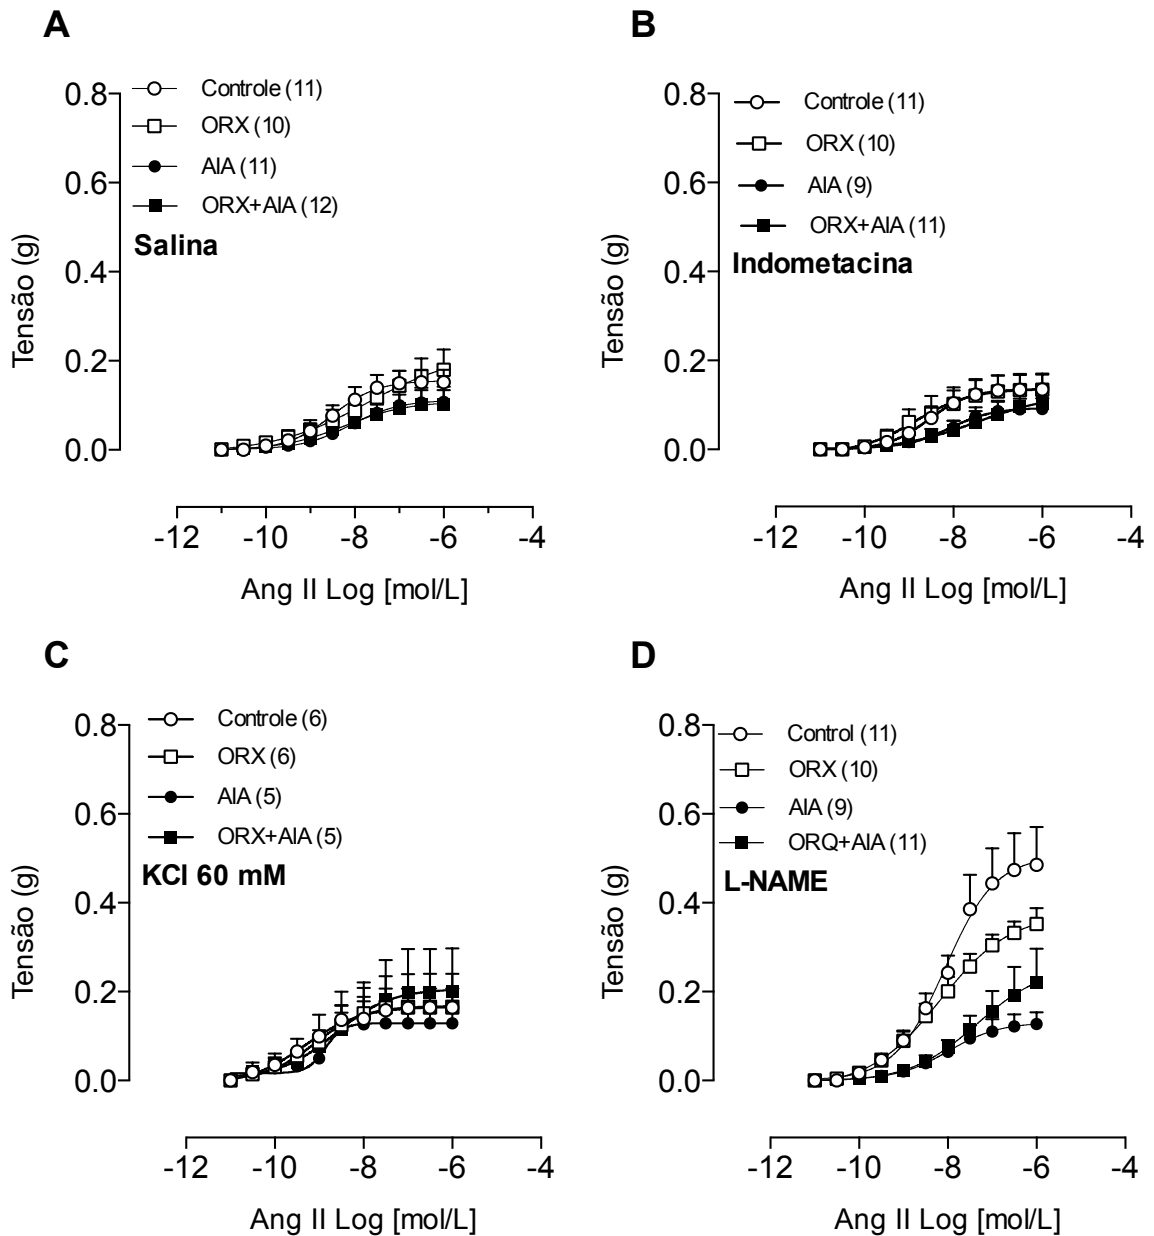 A
Controle (11)
ORX (10)
AIA (11)
ORX+AIA (12)
Salina
0.8
0.6
0.4
0.2
0.0
Tensão (g)
-12 -10 -8 -6 -4
Ang II Log [mol/L]
B
Controle (11)
ORX (10)
AIA (9)
ORX+AIA (11)
Indometacina
0.8
0.6
0.4
0.2
0.0
Tensão (g)
-12 -10 -8 -6 -4
Ang II Log [mol/L]
C
Controle (6)
ORX (6)
AIA (5)
ORX+AIA (5)
KCl 60 mM
0.8
0.6
0.4
0.2
0.0
Tensão (g)
-12 -10 -8 -6 -4
Ang II Log [mol/L]
D
Control (11)
ORX (10)
AIA (9)
ORQ+AIA (11)
L-NAME
0.8
0.6
0.4
0.2
0.0
Tensão (g)
-12 -10 -8 -6 -4
Ang II Log [mol/L]